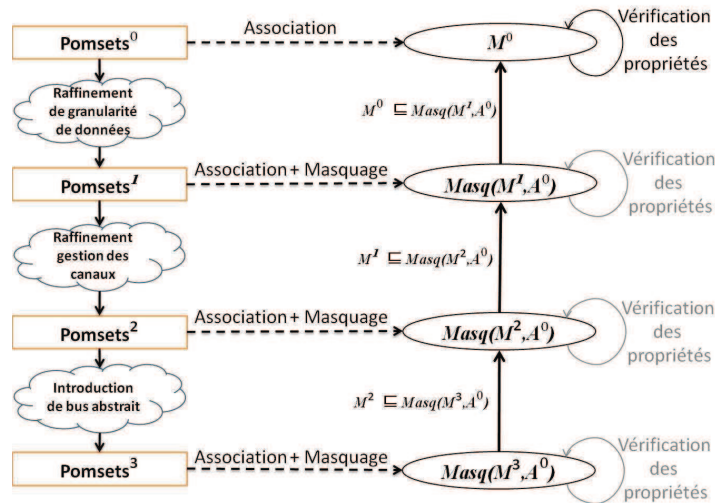 Pomsets⁰
Association
M⁰
Vérification
des
propriétés
Raffinement
de granularité
de données
M⁰ ⊑ Masq(M¹,A⁰)
Pomsets¹
Association + Masquage
Masq(M¹,A⁰)
Vérification
des
propriétés
Raffinement
gestion des
canaux
M¹ ⊑ Masq(M²,A⁰)
Pomsets²
Association + Masquage
Masq(M²,A⁰)
Vérification
des
propriétés
Introduction
de bus abstrait
M² ⊑ Masq(M³,A⁰)
Pomsets³
Association + Masquage
Masq(M³,A⁰)
Vérification
des
propriétés